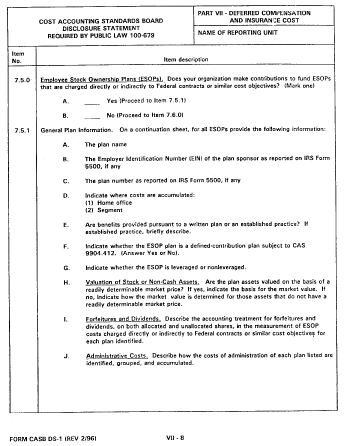 COST ACCOUNTING STANDARDS BOARD
DISCLOSURE STATEMENT
REQUIRED BY PUBLIC LAW 100-679
PART VII - DEFERRED COMPENSATION
AND INSURANCE COST
NAME OF REPORTING UNIT
Item
No.
Item description
7.5.0 Employee Stock Ownership Plans (ESOPs). Does your organization make contributions to fund ESOPs
that are charged directly or indirectly to Federal contracts or similar cost objectives? (Mark one)
A. ____ Yes (Proceed to 7.5.1)
B. ____ No (Proceed to 7.6.0)
7.5.1 General Plan Information. On a continuation sheet, for all ESOPs provide the following information:
A. The plan name
B. The Employer Identification Number (EIN) of the plan sponsor as reported on IRS Form
5500, if any
C. The plan number as reported on IRS Form 5500, if any
D. Indicate where costs are accumulated:
(1) Home office
(2) Segment
E. Are benefits provided pursuant to a written plan or an established practice? If
established practice, briefly describe.
F. Indicate whether the ESOP plan is a defined-contribution plan subject to CAS
9904.412. (Answer Yes or No).
G. Indicate whether the ESOP is leveraged or nonleveraged.
H. Valuation of Stock or Non-Cash Assets. Are the plan assets valued on the basis of a
readily determinable market price? If yes, indicate the basis for the market value. If
no, indicate how the market value is determined for those assets that do not have a
readily determinable market price.
I. Forfeitures and Dividends. Describe the accounting treatment for forfeitures and
dividends, on both allocated and unallocated shares, in the measurement of ESOP
costs charged directly or indirectly to Federal contracts or similar cost objectives for
each plan identified.
J. Administrative Costs. Describe how the costs of administration of each plan listed are
identified, grouped, and accumulated.
FORM CASB DS-1 (REV 2/96)
VII - 8